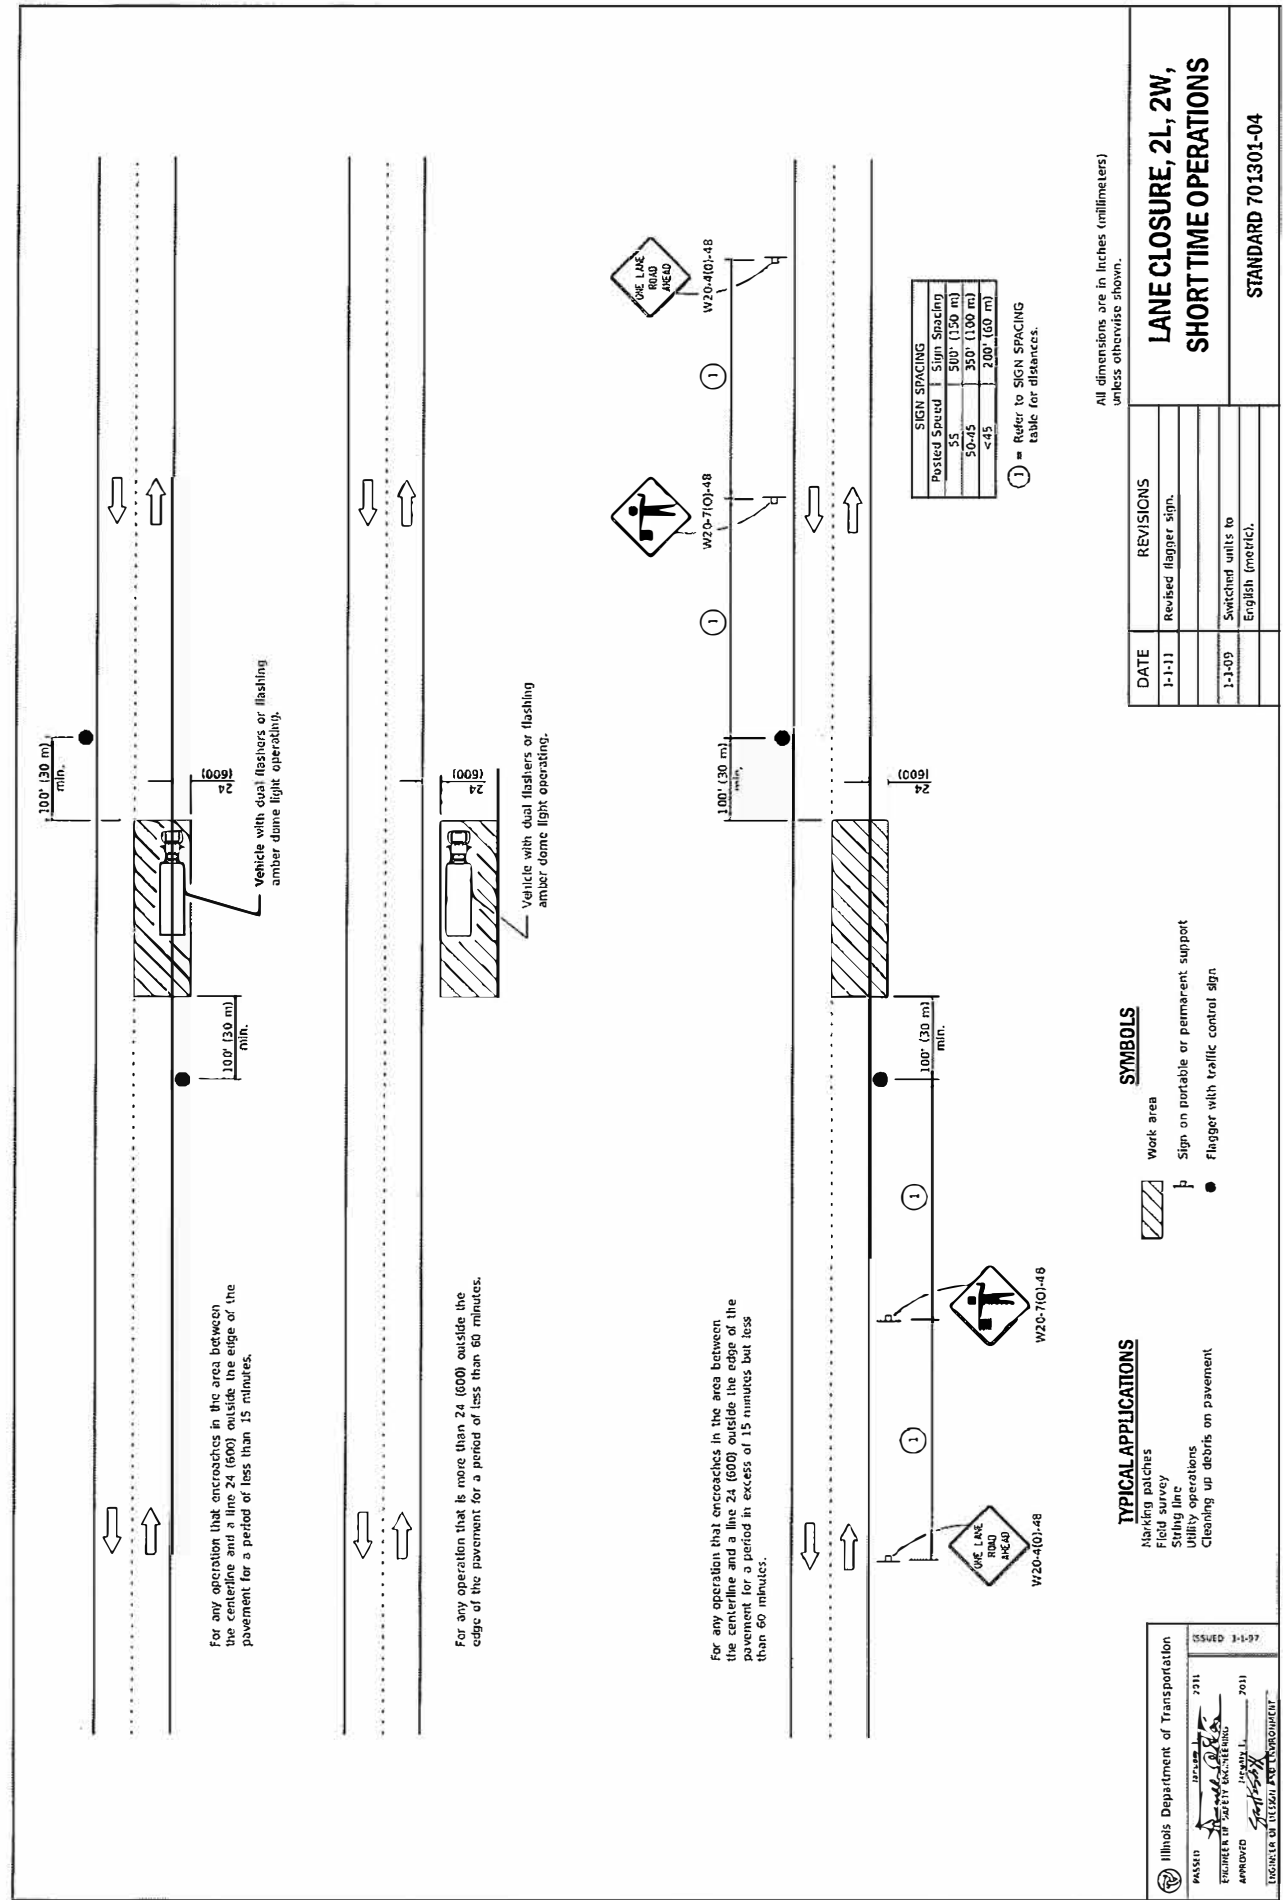 100' (30 m)
min.
24
(600)
100' (30 m)
min.
Vehicle with dual flashers or flashing
amber dome light operating.
For any operation that encroaches in the area between
the centerline and a line 24 (600) outside the edge of the
pavement for a period of less than 15 minutes.
24
(600)
Vehicle with dual flashers or flashing
amber dome light operating.
For any operation that is more than 24 (600) outside the
edge of the pavement for a period of less than 60 minutes.
ONE LANE
ROAD
AHEAD
W20-4(O)-48
W20-7(O)-48
1
1
100' (30 m)
min.
24
(600)
100' (30 m)
min.
For any operation that encroaches in the area between
the centerline and a line 24 (600) outside the edge of the
pavement for a period in excess of 15 minutes but less
than 60 minutes.
1
1
W20-7(O)-48
ONE LANE
ROAD
AHEAD
W20-4(O)-48
SIGN SPACING
Posted Speed Sign Spacing
55 500' (150 m)
50-45 350' (100 m)
<45 200' (60 m)
1 = Refer to SIGN SPACING
table for distances.
TYPICAL APPLICATIONS
Marking patches
Field survey
String line
Utility operations
Cleaning up debris on pavement
SYMBOLS
Work area
Sign on portable or permanent support
Flagger with traffic control sign
All dimensions are in inches (millimeters)
unless otherwise shown.
Illinois Department of Transportation
PASSED January 1, 2011
ENGINEER OF SAFETY ENGINEERING
APPROVED January 1, 2011
ENGINEER OF DESIGN AND ENVIRONMENT
ISSUED 1-1-97
DATE REVISIONS
1-1-11 Revised flagger sign.
1-1-09 Switched units to
English (metric).
LANE CLOSURE, 2L, 2W,
SHORT TIME OPERATIONS
STANDARD 701301-04